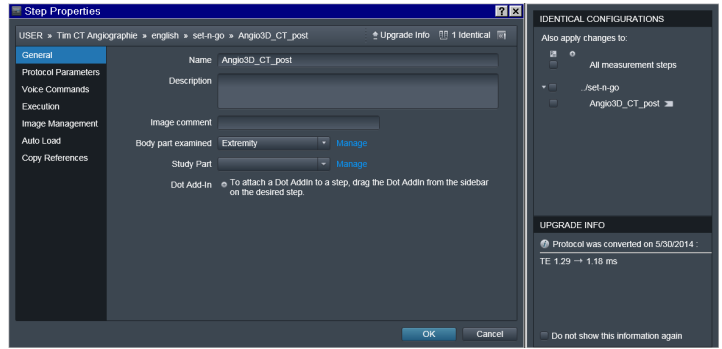 Step Properties
USER » Tim CT Angiographie » english » set-n-go » Angio3D_CT_post
Upgrade Info
1 Identical
General
Protocol Parameters
Voice Commands
Execution
Image Management
Auto Load
Copy References
Name Angio3D_CT_post
Description
Image comment
Body part examined Extremity Manage
Study Part Manage
Dot Add-In To attach a Dot AddIn to a step, drag the Dot AddIn from the sidebar
on the desired step.
OK Cancel
IDENTICAL CONFIGURATIONS
Also apply changes to:
All measurement steps
../set-n-go
Angio3D_CT_post
UPGRADE INFO
Protocol was converted on 5/30/2014 :
TE 1.29 → 1.18 ms
Do not show this information again